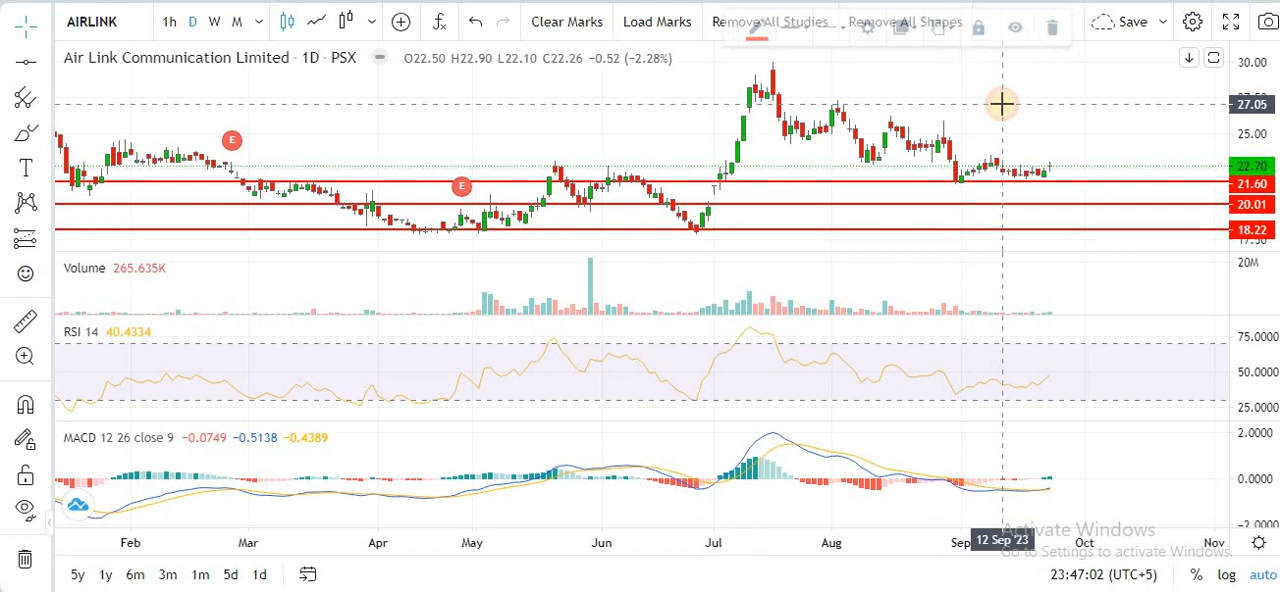 AIRLINK 1h D W M Clear Marks Load Marks Remove All Studies Remove All Shapes Save
Air Link Communication Limited · 1D · PSX O22.50 H22.90 L22.10 C22.26 −0.52 (−2.28%)
30.00
27.05
25.00
22.70
21.60
20.01
18.22
17.50
E
E
Volume 265.635K
20M
RSI 14 40.4334
75.0000
50.0000
25.0000
MACD 12 26 close 9 −0.0749 −0.5138 −0.4389
2.0000
0.0000
−2.0000
Activate Windows
Go to Settings to activate Windows.
Feb Mar Apr May Jun Jul Aug Sep 12 Sep '23 Oct Nov
5y 1y 6m 3m 1m 5d 1d 23:47:02 (UTC+5) % log auto